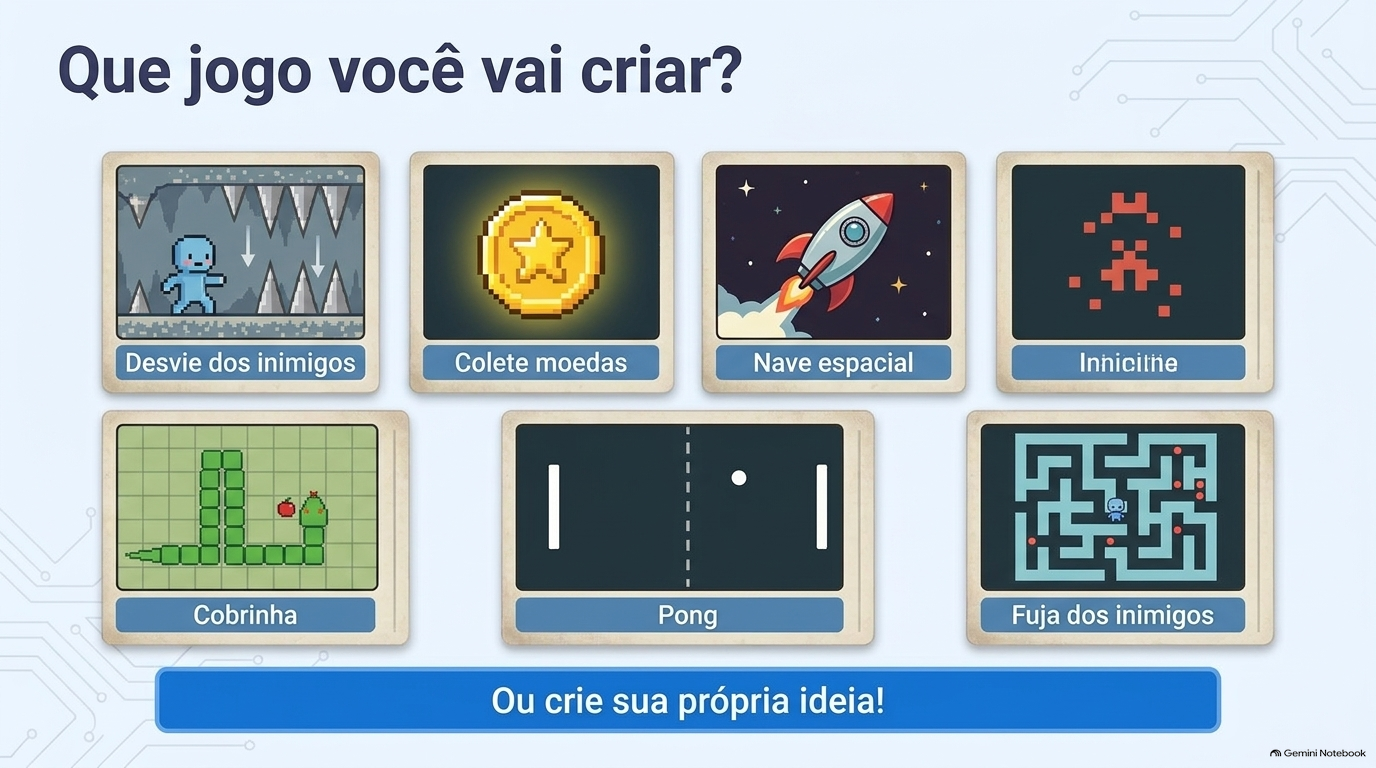 Que jogo você vai criar?
Desvie dos inimigos
Colete moedas
Nave espacial
Cobrinha
Pong
Fuja dos inimigos
Ou crie sua própria ideia!
Gemini Notebook